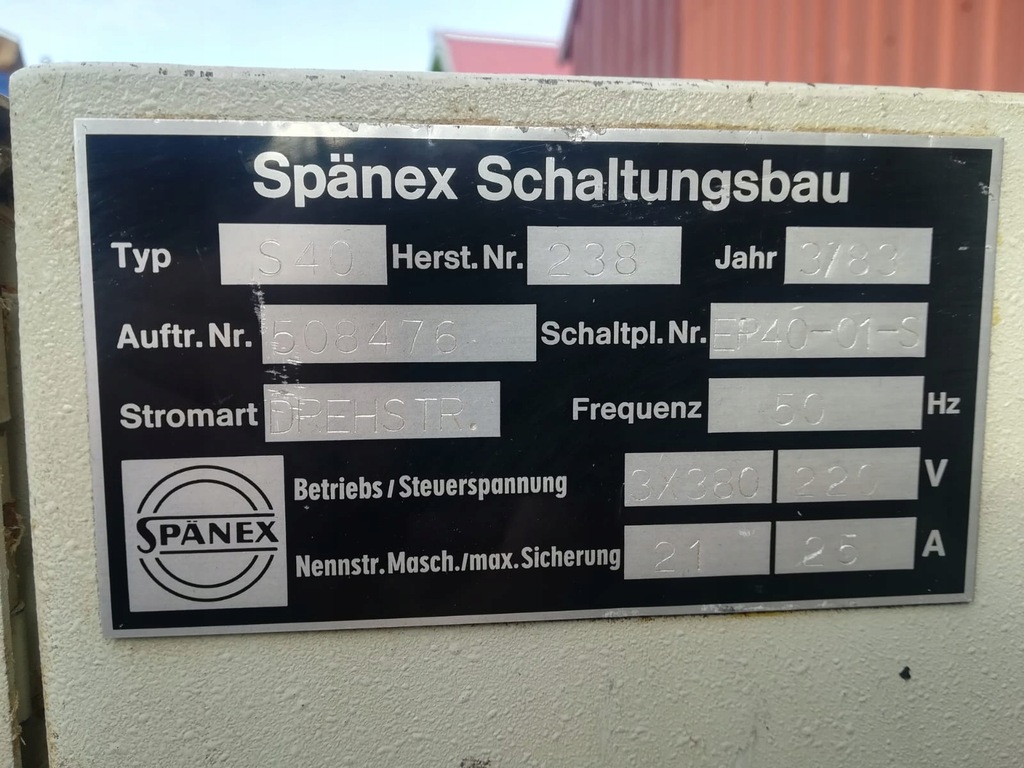 Spänex Schaltungsbau
Typ S40 Herst. Nr. 238 Jahr 3/83
Auftr. Nr. 508476 Schaltpl. Nr. EP40-01-S
Stromart DREHSTR. Frequenz 50 Hz
Betriebs/Steuerspannung 3X380 220 V
SPÄNEX
Nennstr. Masch./max. Sicherung 21 25 A